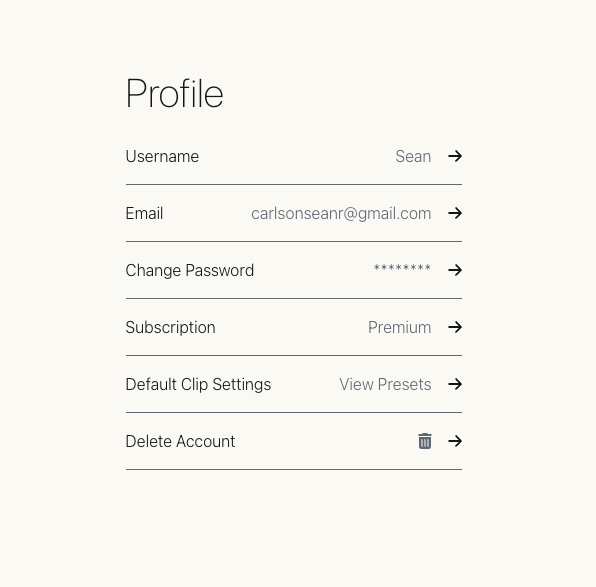 Profile
Username Sean
Email carlsonseanr@gmail.com
Change Password ********
Subscription Premium
Default Clip Settings View Presets
Delete Account